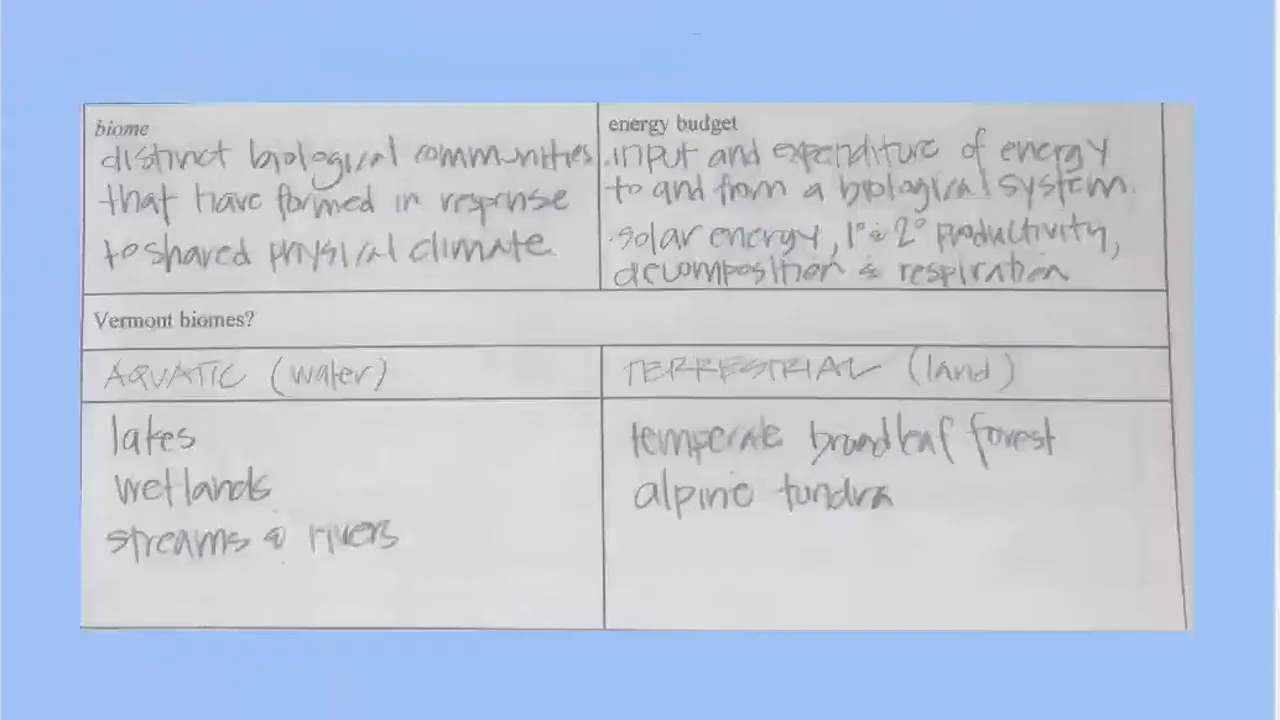 biome
distinct biological communities
that have formed in response
to shared physical climate
energy budget
·input and expenditure of energy
to and from a biological system.
·solar energy, 1° & 2° productivity,
decomposition & respiration
Vermont biomes?
AQUATIC (water)
TERRESTRIAL (land)
lakes
wetlands
streams & rivers
temperate broadleaf forest
alpine tundra